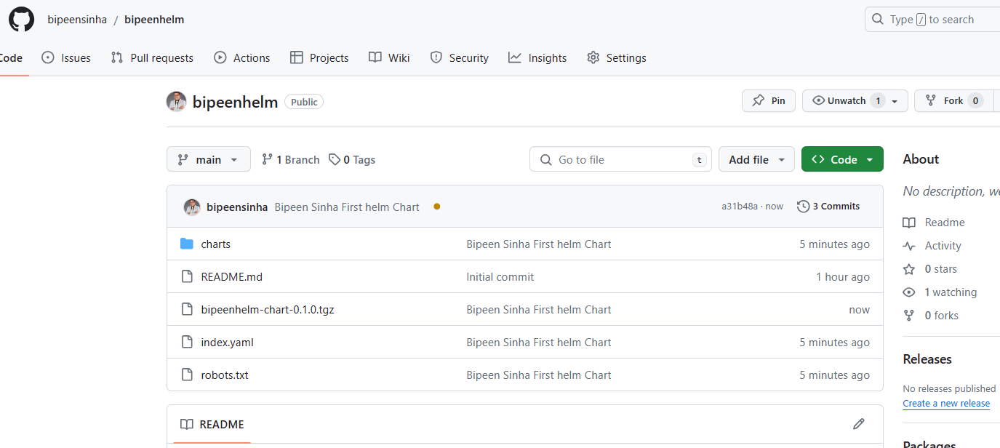 bipeensinha / bipeenhelm
Type / to search
Code Issues Pull requests Actions Projects Wiki Security Insights Settings
bipeenhelm Public
Pin Unwatch 1 Fork 0
main 1 Branch 0 Tags
Go to file t Add file <> Code
bipeensinha Bipeen Sinha First helm Chart a31b48a · now 3 Commits
charts Bipeen Sinha First helm Chart 5 minutes ago
README.md Initial commit 1 hour ago
bipeenhelm-chart-0.1.0.tgz Bipeen Sinha First helm Chart now
index.yaml Bipeen Sinha First helm Chart 5 minutes ago
robots.txt Bipeen Sinha First helm Chart 5 minutes ago
README
About
No description, we
Readme
Activity
0 stars
1 watching
0 forks
Releases
No releases published
Create a new release
Packages